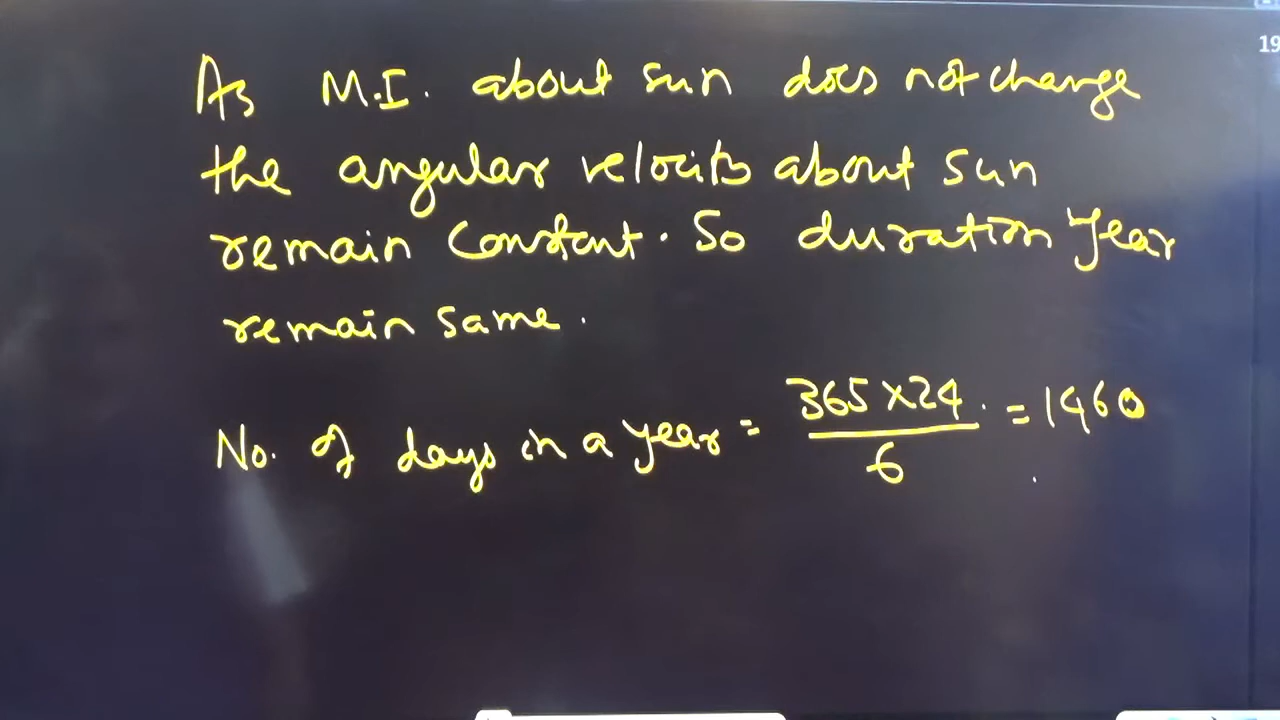 19
As M.I. about sun does not change
the angular velocity about sun
remain constant. So duration year
remain same.
No. of days in a year = 365 × 24 / 6 = 1460